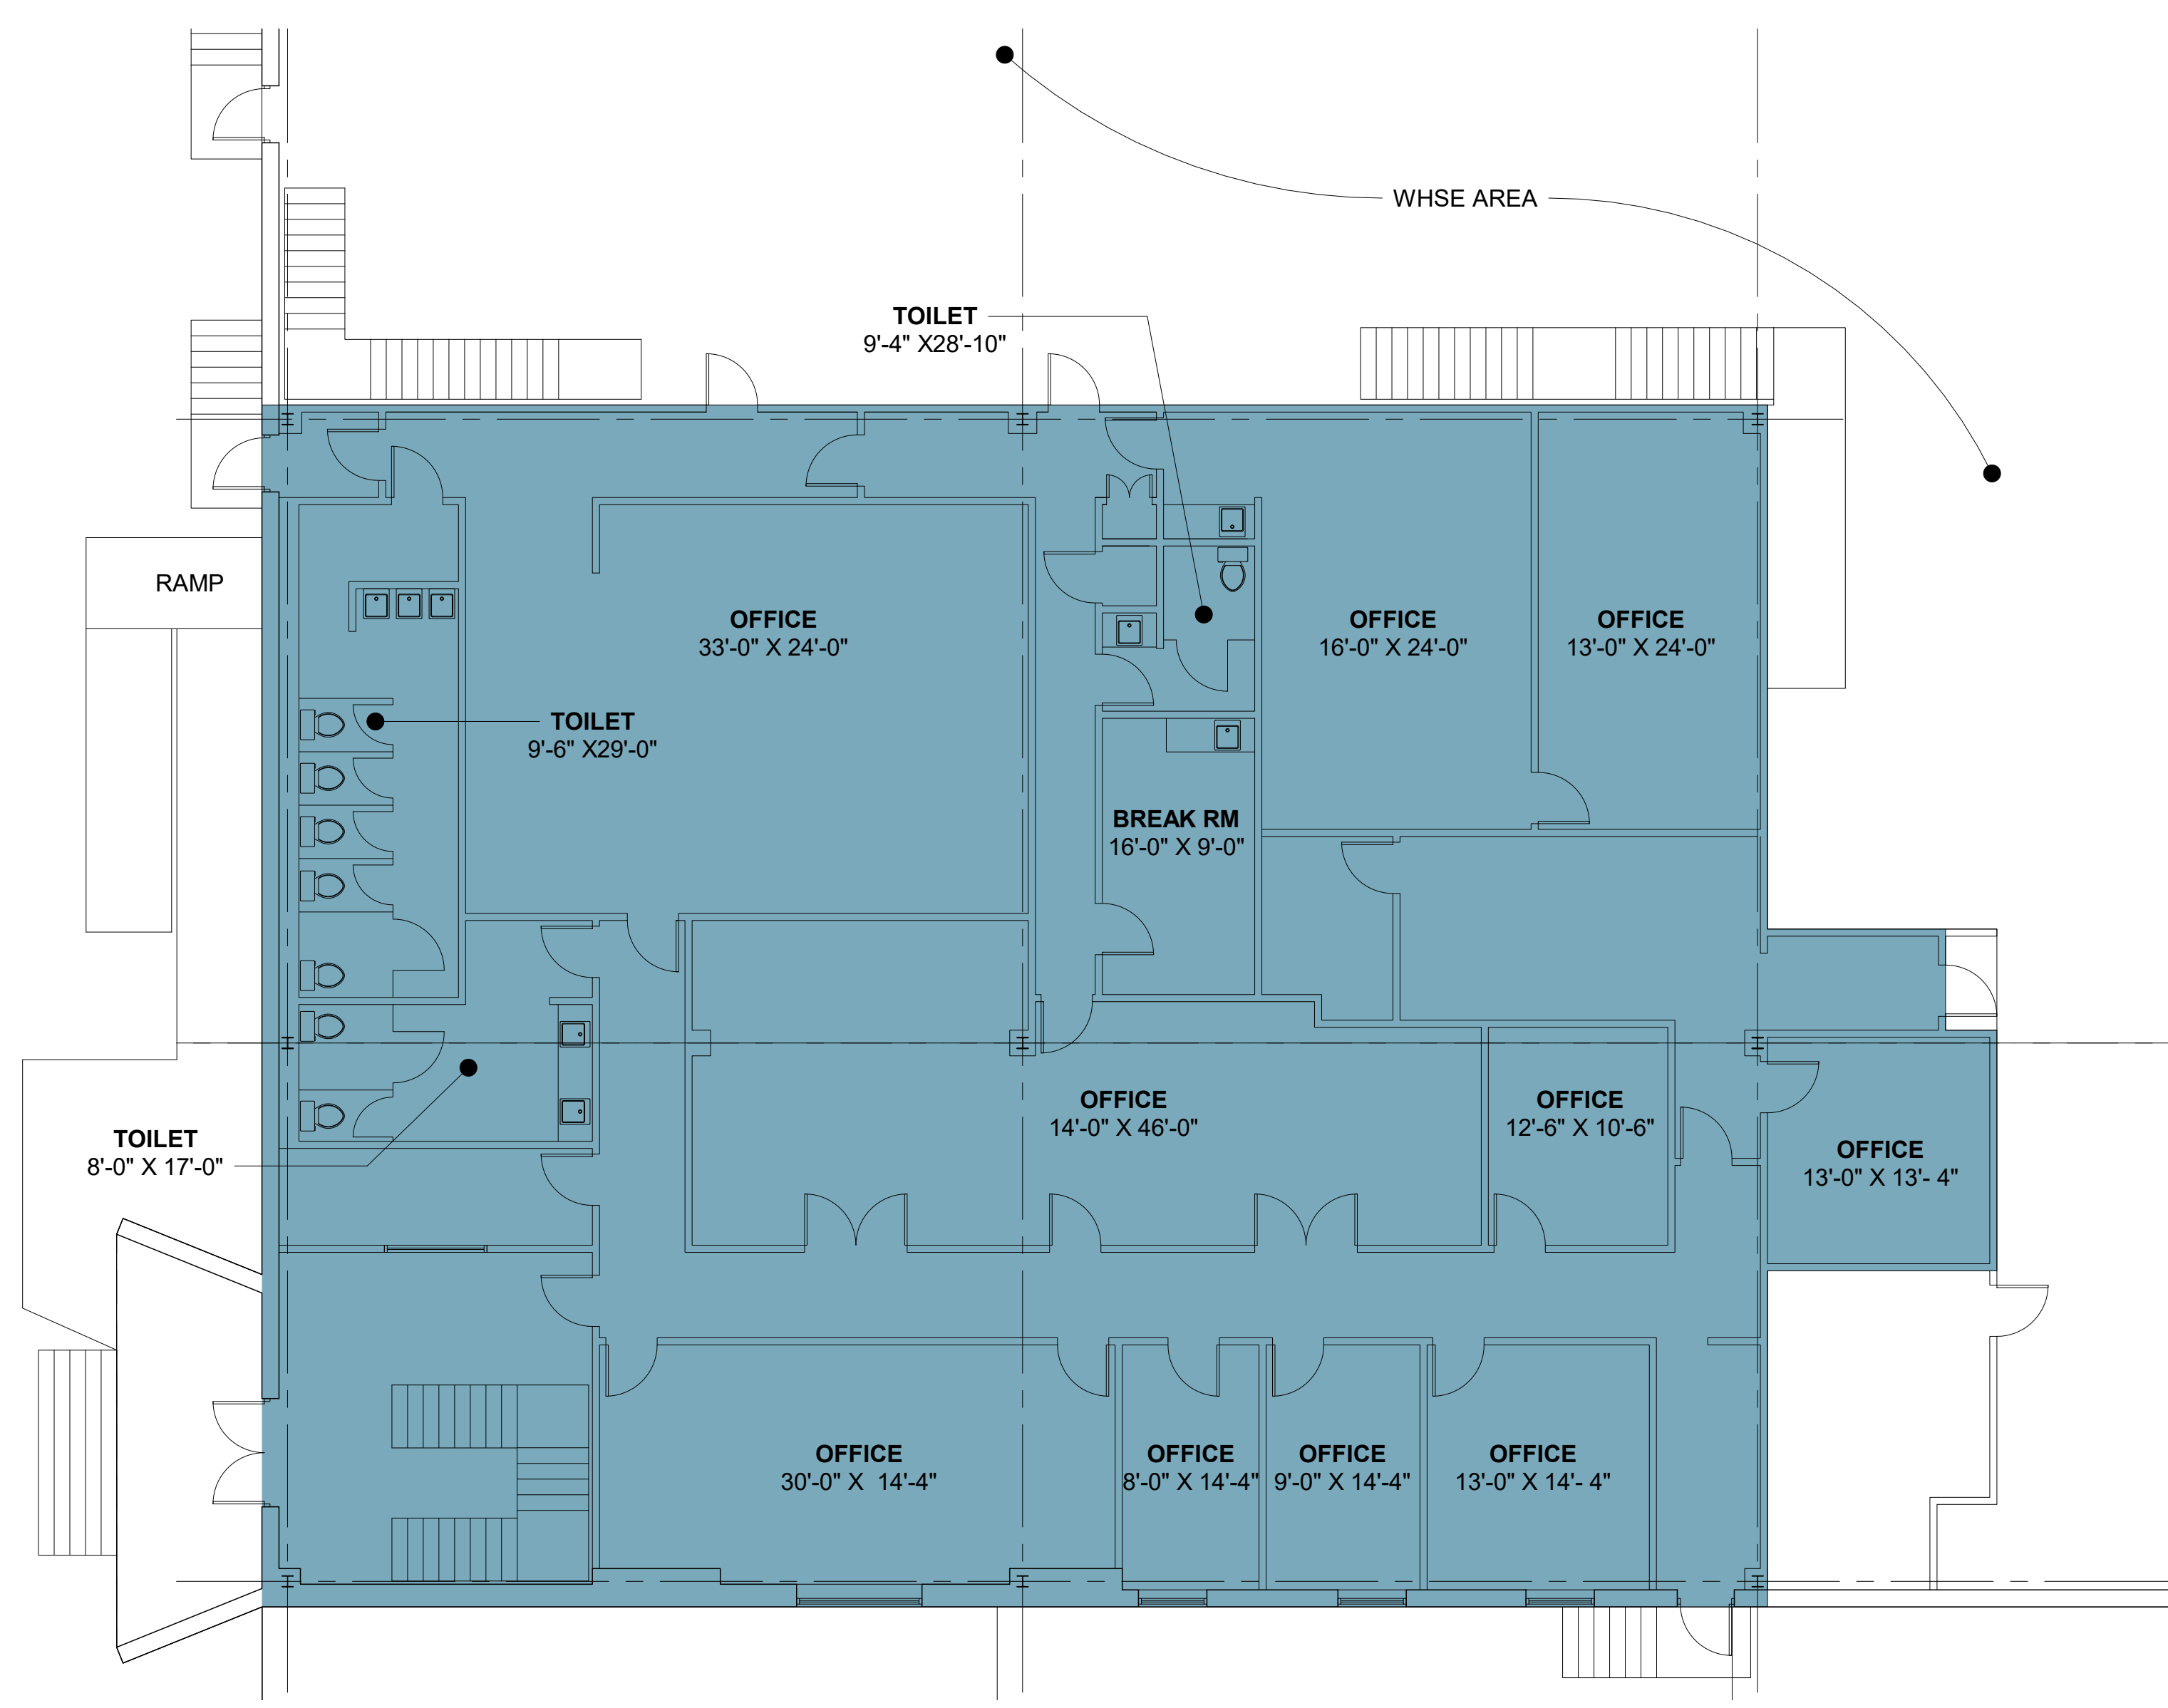 WHSE AREA
TOILET
9'-4" X28'-10"
RAMP
OFFICE
33'-0" X 24'-0"
OFFICE
16'-0" X 24'-0"
OFFICE
13'-0" X 24'-0"
TOILET
9'-6" X29'-0"
BREAK RM
16'-0" X 9'-0"
OFFICE
14'-0" X 46'-0"
OFFICE
12'-6" X 10'-6"
TOILET
8'-0" X 17'-0"
OFFICE
13'-0" X 13'- 4"
OFFICE
30'-0" X  14'-4"
OFFICE
8'-0" X 14'-4"
OFFICE
9'-0" X 14'-4"
OFFICE
13'-0" X 14'- 4"